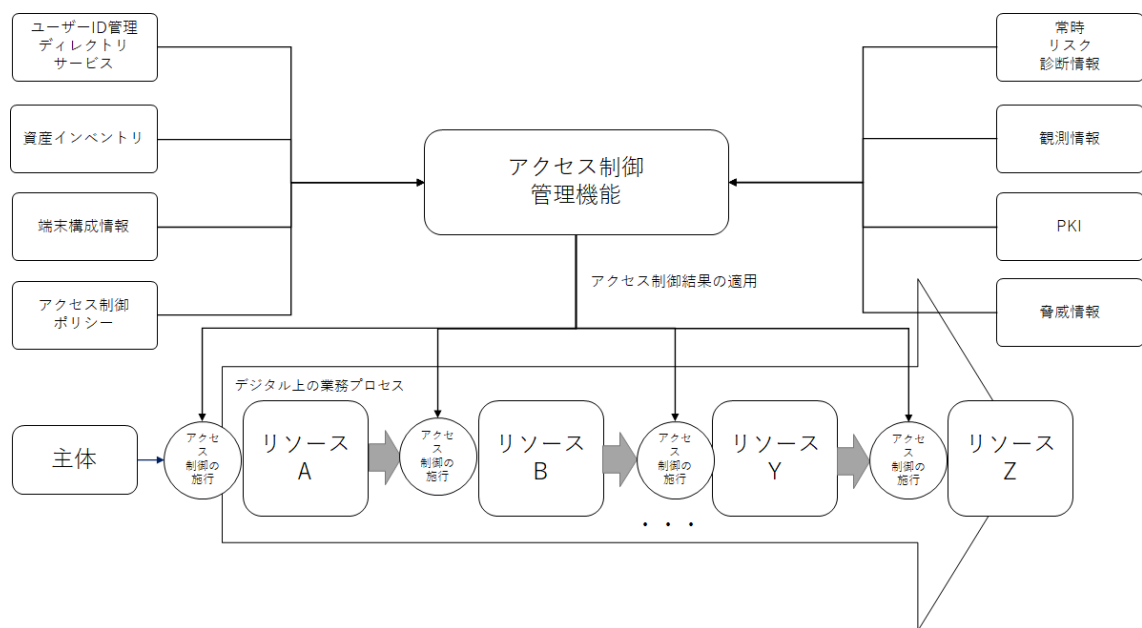 ユーザーID管理
ディレクトリ
サービス
資産インベントリ
端末構成情報
アクセス制御
ポリシー
アクセス制御
管理機能
常時
リスク
診断情報
観測情報
PKI
脅威情報
アクセス制御結果の適用
デジタル上の業務プロセス
主体
アクセ
ス
制御の
施行
リソース
A
アクセ
ス
制御の
施行
リソース
B
アクセ
ス
制御の
施行
リソース
Y
アクセ
ス
制御の
施行
リソース
Z
・・・